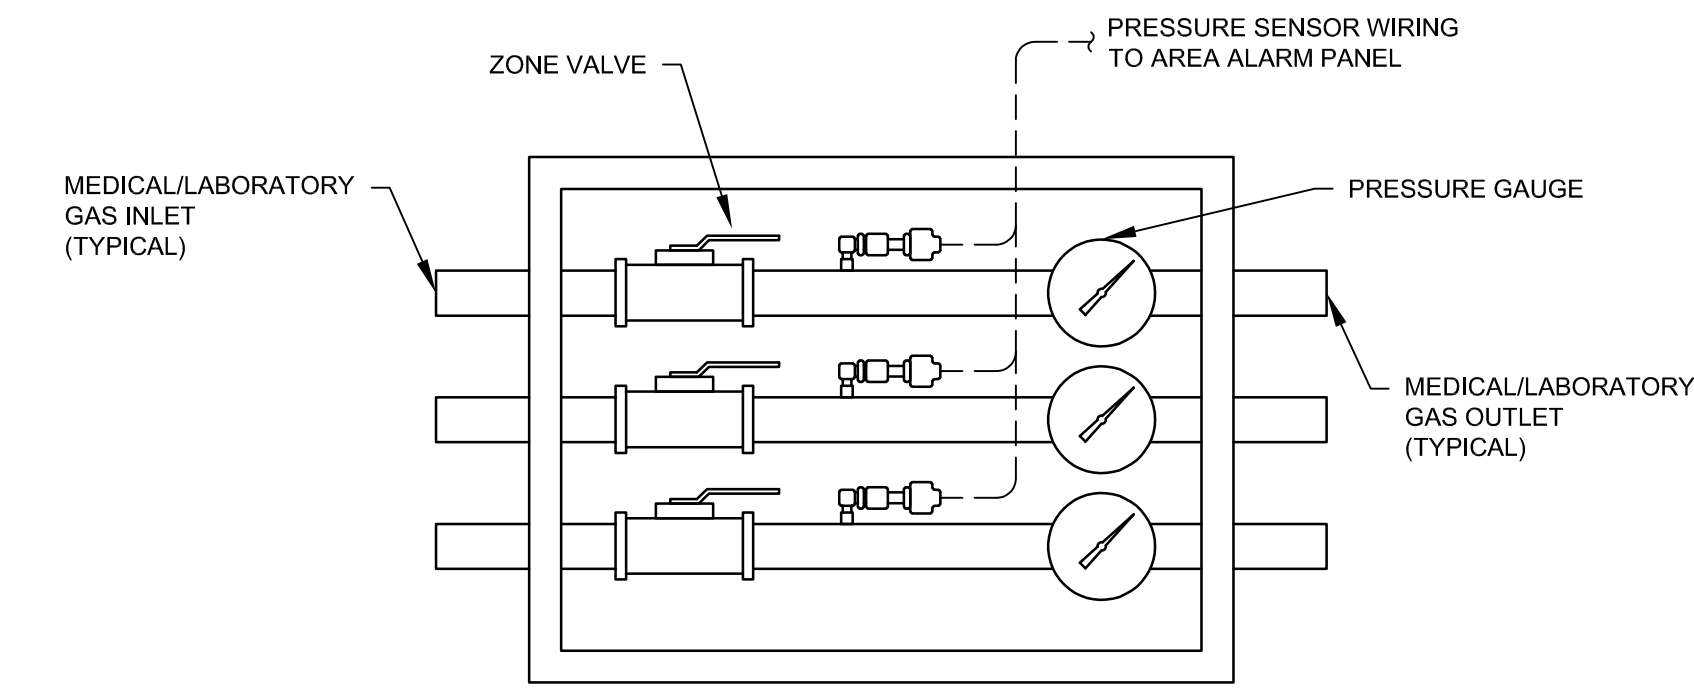 PRESSURE SENSOR WIRING
TO AREA ALARM PANEL
ZONE VALVE
MEDICAL/LABORATORY
GAS INLET
(TYPICAL)
PRESSURE GAUGE
MEDICAL/LABORATORY
GAS OUTLET
(TYPICAL)